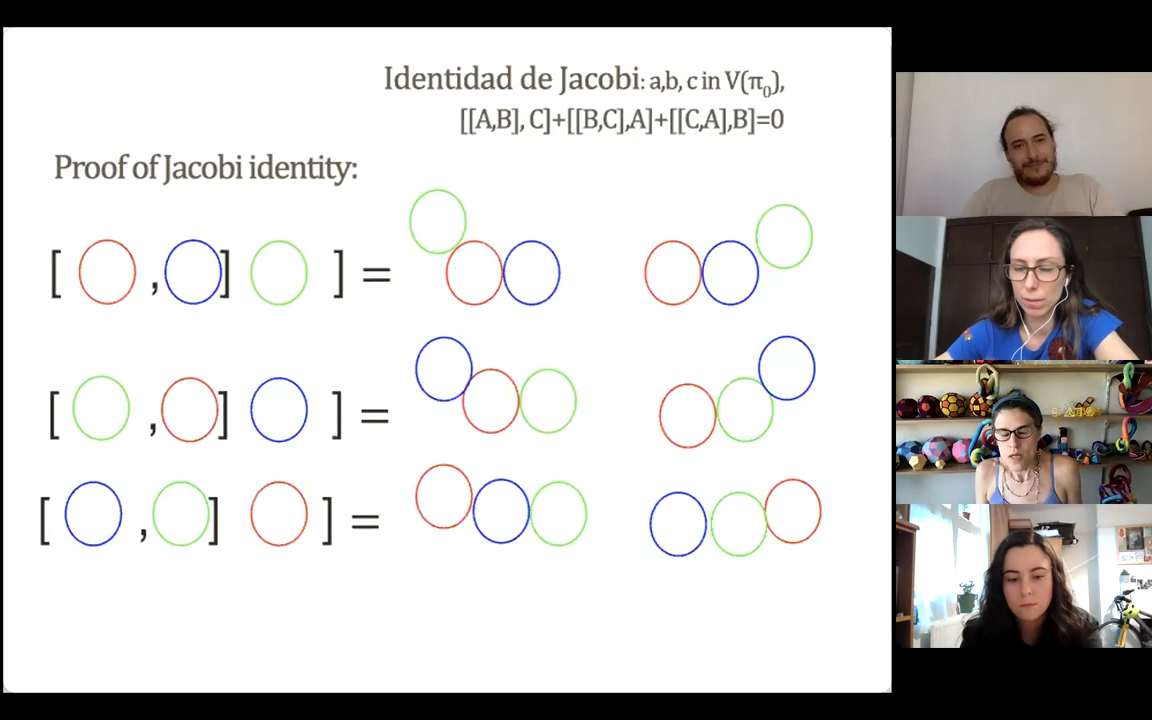 Identidad de Jacobi: a,b, c in V(π₀),
[[A,B], C]+[[B,C],A]+[[C,A],B]=0
Proof of Jacobi identity:
[ , ] ] =
[ , ] ] =
[ , ] ] =